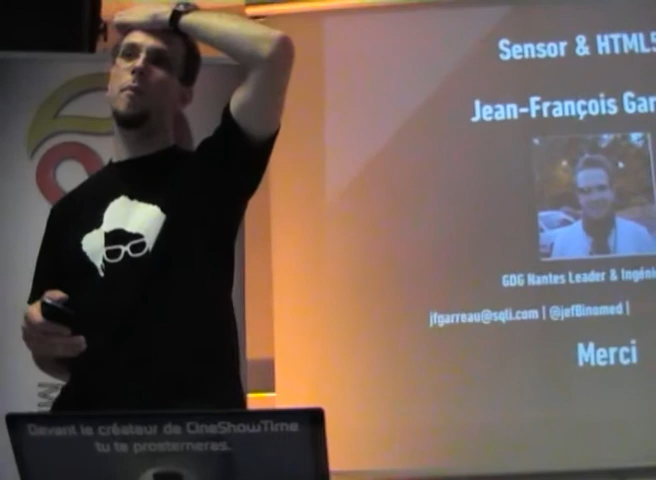 Sensor & HTML5
Jean-François Gar
GDG Nantes Leader & Ingénie
jfgarreau@sqli.com | @jefBinomed |
Merci
Devant le créateur de CineShowTime
tu te prosterneras.